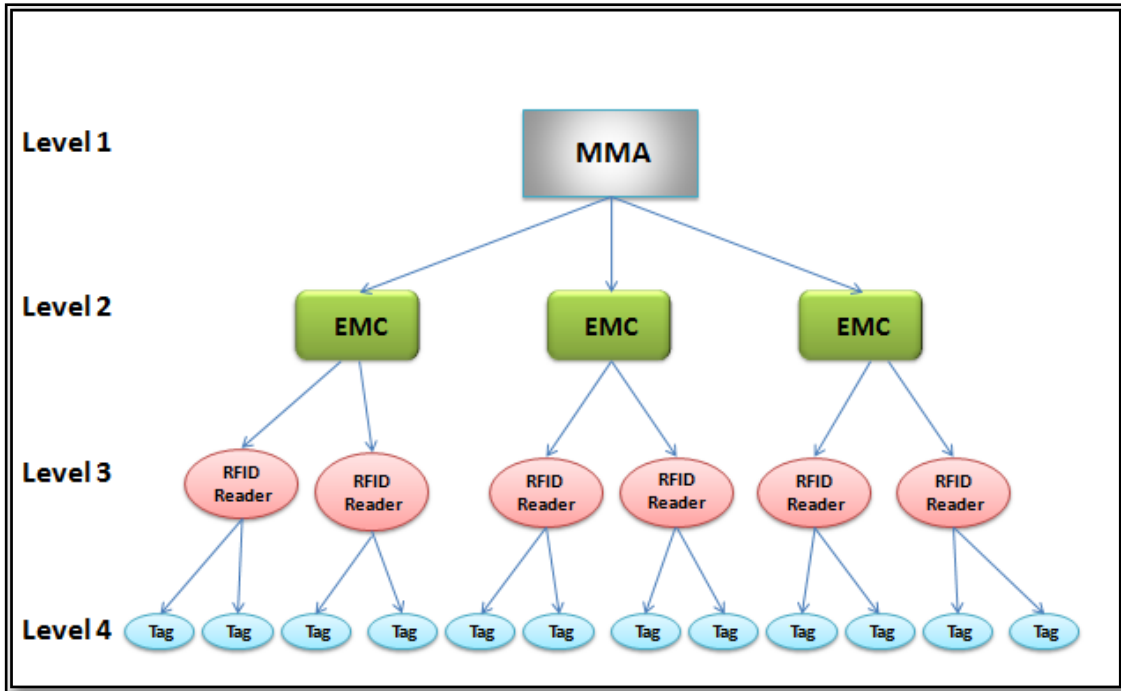 Level 1
MMA
Level 2
EMC
EMC
EMC
Level 3
RFID
Reader
RFID
Reader
RFID
Reader
RFID
Reader
RFID
Reader
RFID
Reader
Level 4
Tag
Tag
Tag
Tag
Tag
Tag
Tag
Tag
Tag
Tag
Tag
Tag